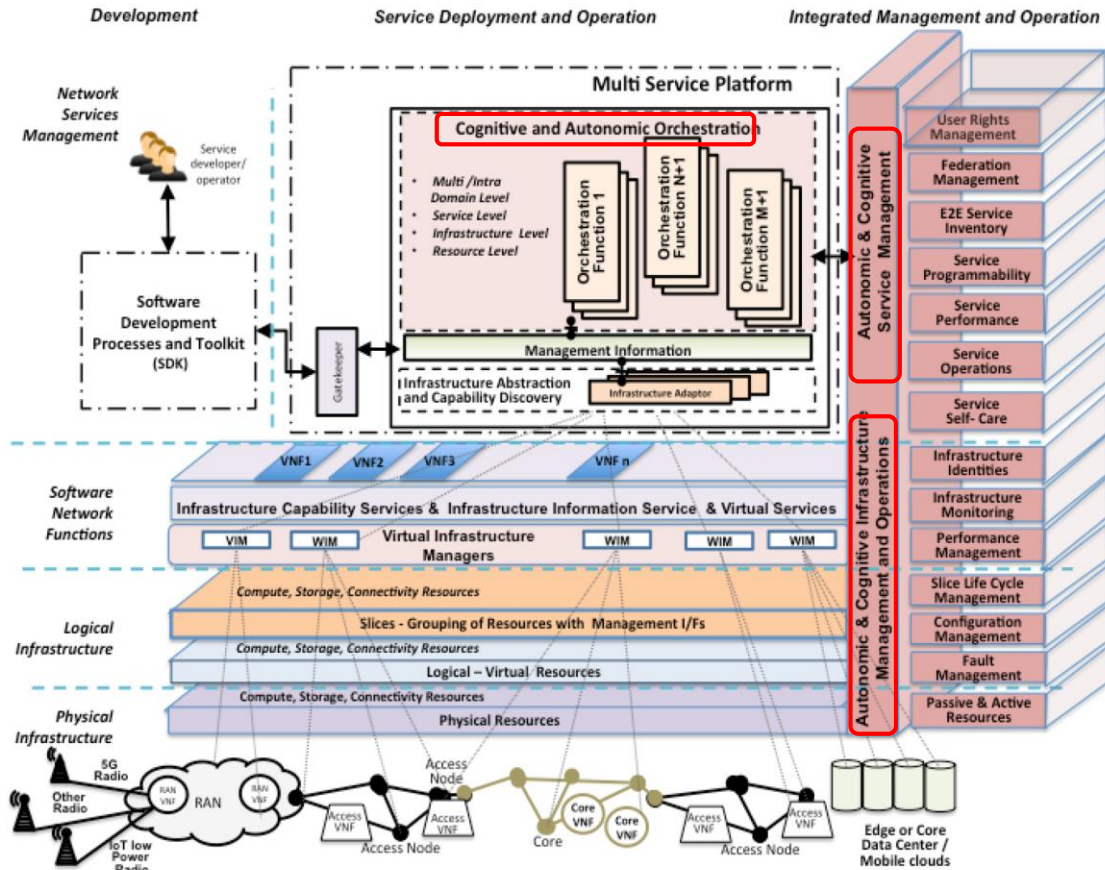 Development
Service Deployment and Operation
Integrated Management and Operation
Network
Services
Management
Service
developer/
operator
Software
Development
Processes and Toolkit
(SDK)
Multi Service Platform
Cognitive and Autonomic Orchestration
• Multi /Intra
Domain Level
• Service Level
• Infrastructure Level
• Resource Level
Orchestration
Function 1
Orchestration
Function N+1
Orchestration
Function M+1
Gatekeeper
Management Information
Infrastructure Abstraction
and Capability Discovery
Infrastructure Adaptor
Autonomic & Cognitive
Service Management
Autonomic & Cognitive Infrastructure
Management and Operations
User Rights
Management
Federation
Management
E2E Service
Inventory
Service
Programmability
Service
Performance
Service
Operations
Service
Self- Care
Infrastructure
Identities
Infrastructure
Monitoring
Performance
Management
Slice Life Cycle
Management
Configuration
Management
Fault
Management
Passive & Active
Resources
Software
Network
Functions
VNF1
VNF2
VNF3
VNF n
Infrastructure Capability Services & Infrastructure Information Service & Virtual Services
VIM
WIM
Virtual Infrastructure
Managers
WIM
WIM
WIM
Logical
Infrastructure
Compute, Storage, Connectivity Resources
Slices - Grouping of Resources with Management I/Fs
Compute, Storage, Connectivity Resources
Logical – Virtual Resources
Physical
Infrastructure
Compute, Storage, Connectivity Resources
Physical Resources
5G
Radio
Other
Radio
IoT low
Power
Radio
RAN
VNF
RAN
RAN
VNF
Access
VNF
Access Node
Access
Node
Access
VNF
Core
Core
VNF
Core
VNF
Access
VNF
Access Node
Access
VNF
Edge or Core
Data Center /
Mobile clouds